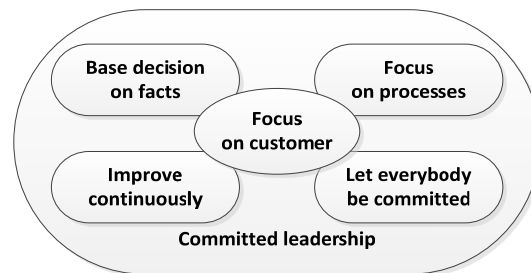 Base decision
on facts
Focus
on processes
Focus
on customer
Improve
continuously
Let everybody
be committed
Committed leadership